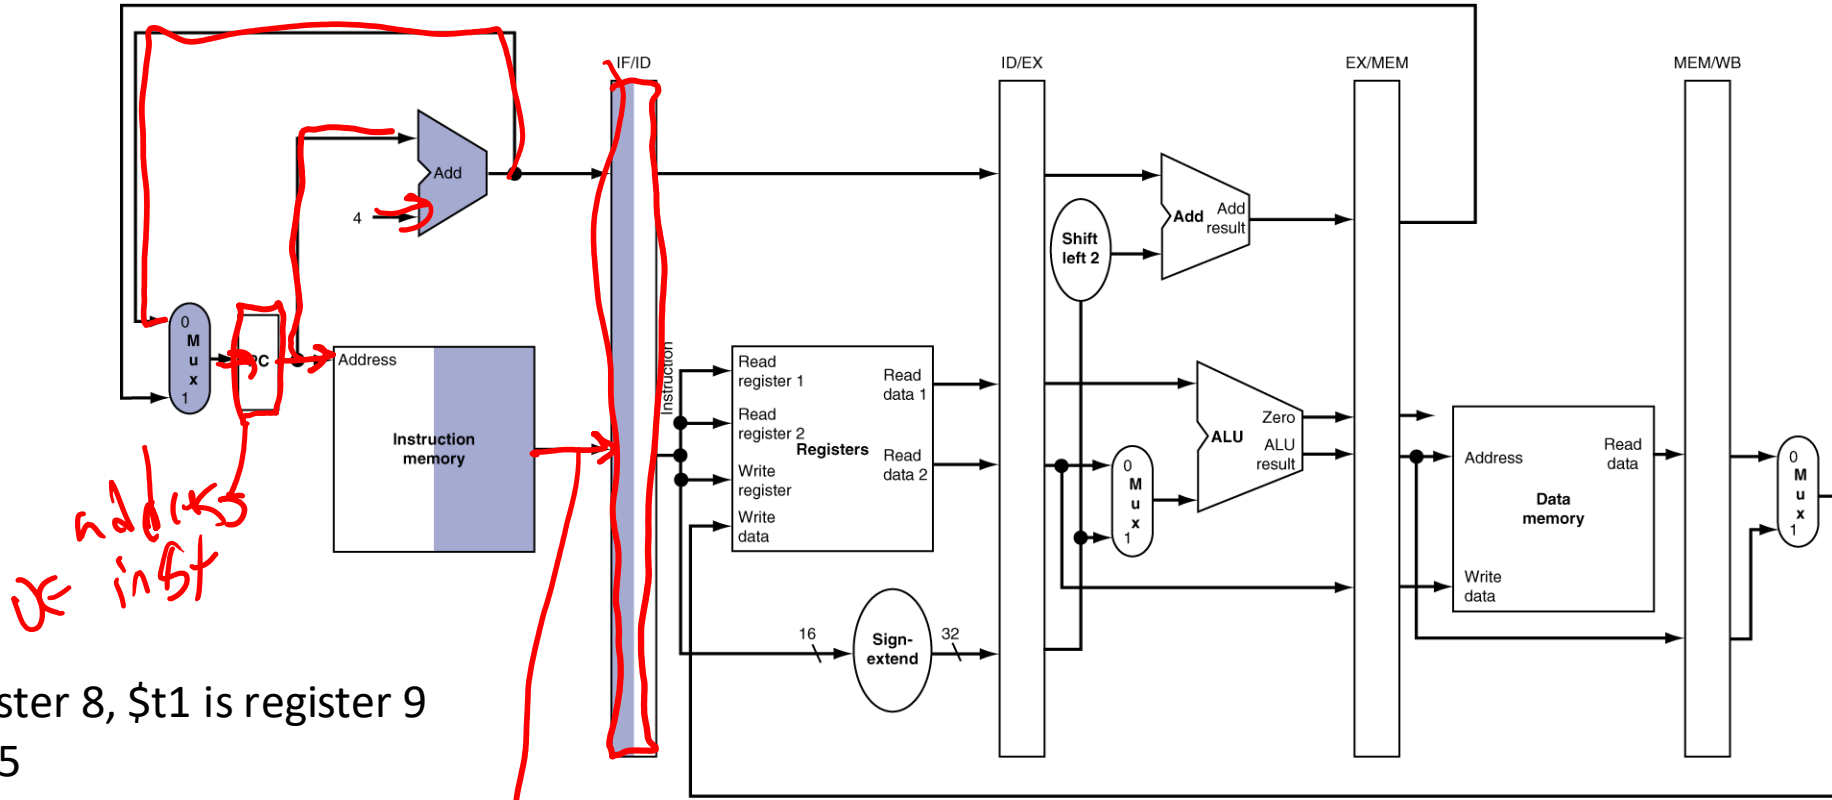 IF/ID
ID/EX
EX/MEM
MEM/WB
Add
4
Add
Add
result
Shift
left 2
0
M
u
x
1
PC
Address
Instruction
memory
Instruction
Read
register 1
Read
register 2
Write
register
Write
data
Registers
Read
data 1
Read
data 2
0
M
u
x
1
Zero
ALU
ALU
result
Address
Read
data
Data
memory
Write
data
0
M
u
x
1
address
of inst
16
Sign-
extend
32
ster 8, $t1 is register 9
5